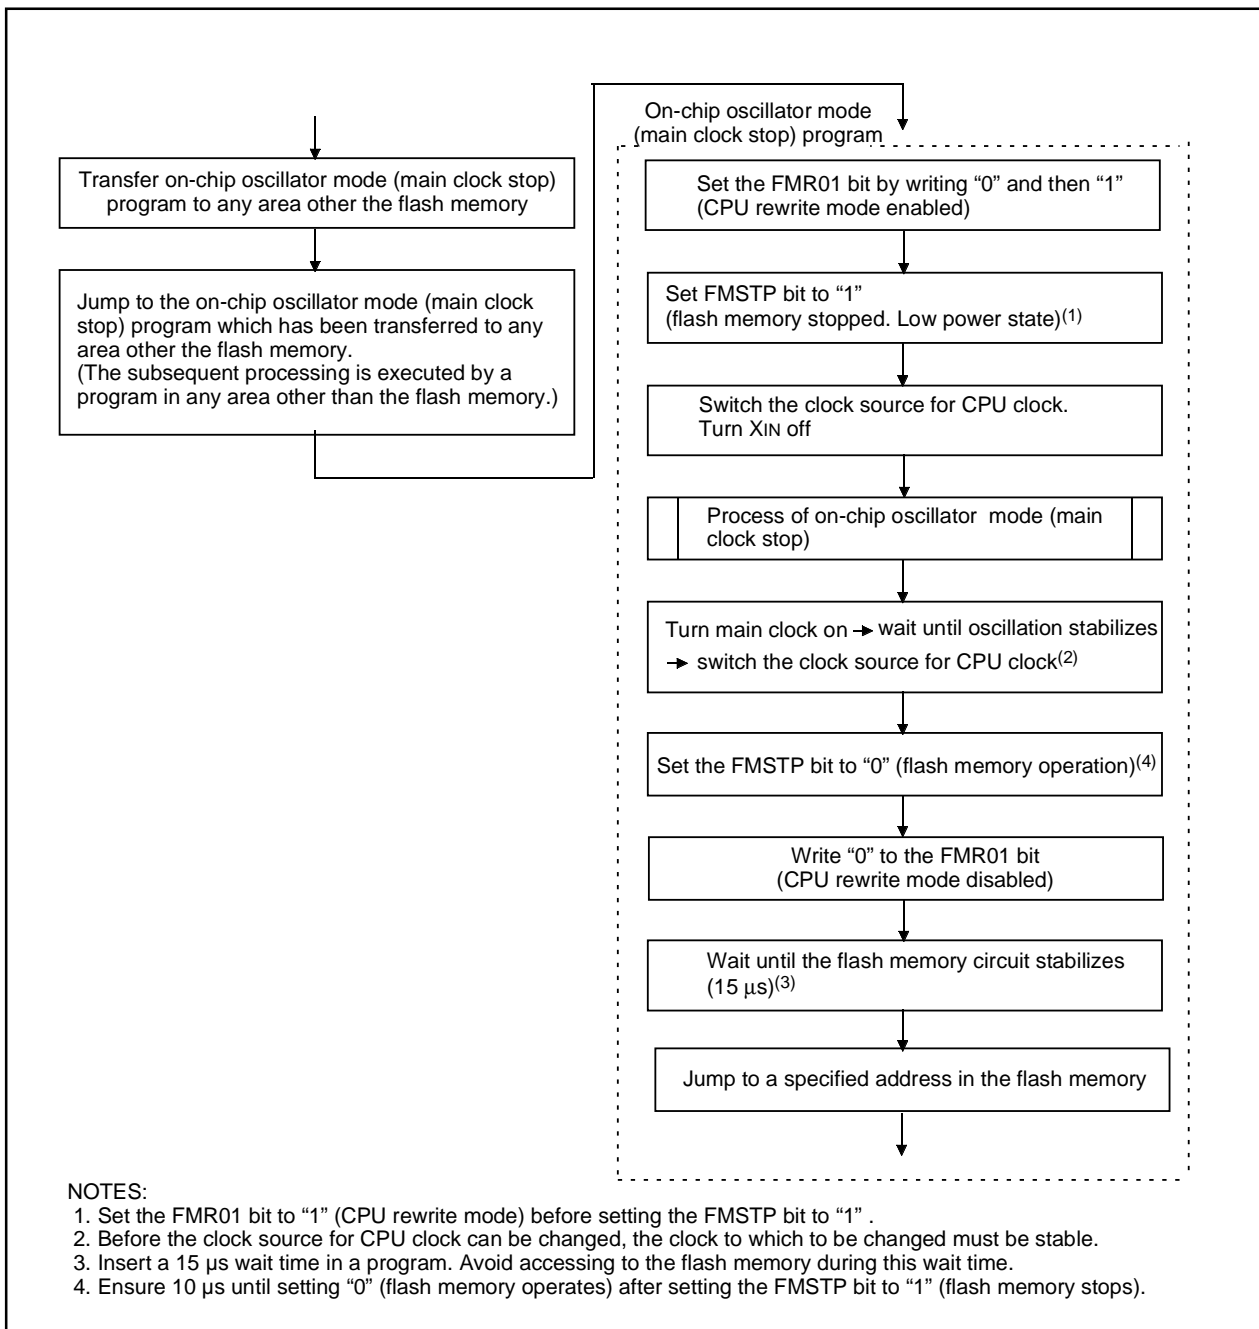 Transfer on-chip oscillator mode (main clock stop)
program to any area other the flash memory
Jump to the on-chip oscillator mode (main clock
stop) program which has been transferred to any
area other the flash memory.
(The subsequent processing is executed by a
program in any area other than the flash memory.)
On-chip oscillator mode
(main clock stop) program
Set the FMR01 bit by writing “0” and then “1”
(CPU rewrite mode enabled)
Set FMSTP bit to “1”
(flash memory stopped. Low power state)(1)
Switch the clock source for CPU clock.
Turn XIN off
Process of on-chip oscillator mode (main
clock stop)
Turn main clock on → wait until oscillation stabilizes
→ switch the clock source for CPU clock(2)
Set the FMSTP bit to “0” (flash memory operation)(4)
Write “0” to the FMR01 bit
(CPU rewrite mode disabled)
Wait until the flash memory circuit stabilizes
(15 μs)(3)
Jump to a specified address in the flash memory
NOTES:
1. Set the FMR01 bit to “1” (CPU rewrite mode) before setting the FMSTP bit to “1” .
2. Before the clock source for CPU clock can be changed, the clock to which to be changed must be stable.
3. Insert a 15 μs wait time in a program. Avoid accessing to the flash memory during this wait time.
4. Ensure 10 μs until setting “0” (flash memory operates) after setting the FMSTP bit to “1” (flash memory stops).